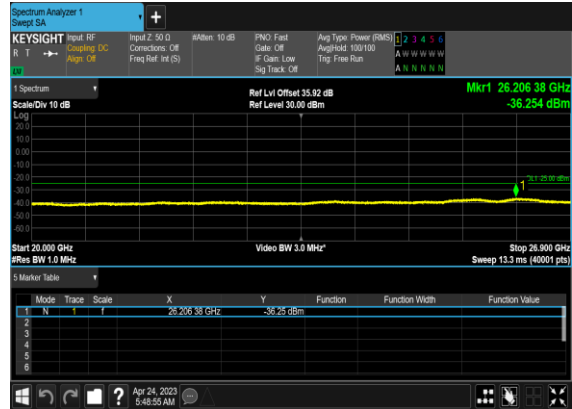 Spectrum Analyzer 1
Swept SA
+
KEYSIGHT
R T
Input: RF
Coupling: DC
Align: Off
Input Z: 50 Ω
Corrections: Off
Freq Ref: Int (S)
#Atten: 10 dB
PNO: Fast
Gate: Off
IF Gain: Low
Sig Track: Off
Avg Type: Power (RMS)
Avg|Hold: 100/100
Trig: Free Run
1 2 3 4 5 6
A W W W W W
A N N N N N
1 Spectrum
Scale/Div 10 dB
Ref Lvl Offset 35.92 dB
Ref Level 30.00 dBm
Mkr1 26.206 38 GHz
-36.254 dBm
Log
20.0
10.0
0.00
-10.0
-20.0
-30.0
-40.0
-50.0
-60.0
1
Start 20.000 GHz
#Res BW 1.0 MHz
Video BW 3.0 MHz*
Stop 26.900 GHz
Sweep 13.3 ms (40001 pts)
5 Marker Table
Mode Trace Scale X Y Function Function Width Function Value
1 N 1 f 26.206 38 GHz -36.25 dBm
2
3
4
5
6
?
Apr 24, 2023
5:48:55 AM